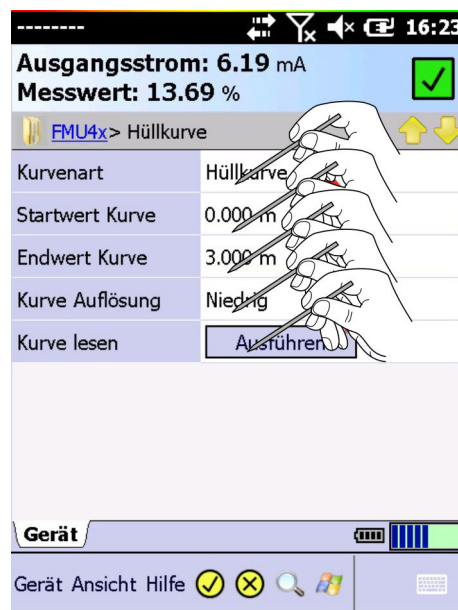 --------
16:23
Ausgangsstrom: 6.19 mA
Messwert: 13.69 %
FMU4x> Hüllkurve
Kurvenart Hüllkurve
Startwert Kurve 0.000 m
Endwert Kurve 3.000 m
Kurve Auflösung Niedrig
Kurve lesen Ausführen
Gerät
Gerät Ansicht Hilfe